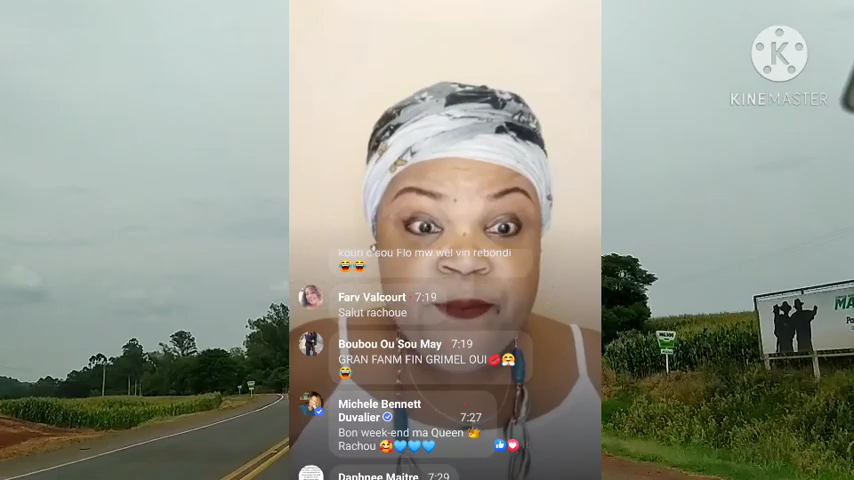 KINEMASTER
kouri c sou Flo mw wel vin rebondi
😂😂
Farv Valcourt 7:19
Salut rachoue
Boubou Ou Sou May 7:19
GRAN FANM FIN GRIMEL OUI💋🤗
😂
Michele Bennett
Duvalier 7:27
Bon week-end ma Queen 👑
Rachou 🥰💙💙💙
Daphnee Maitre 7:29